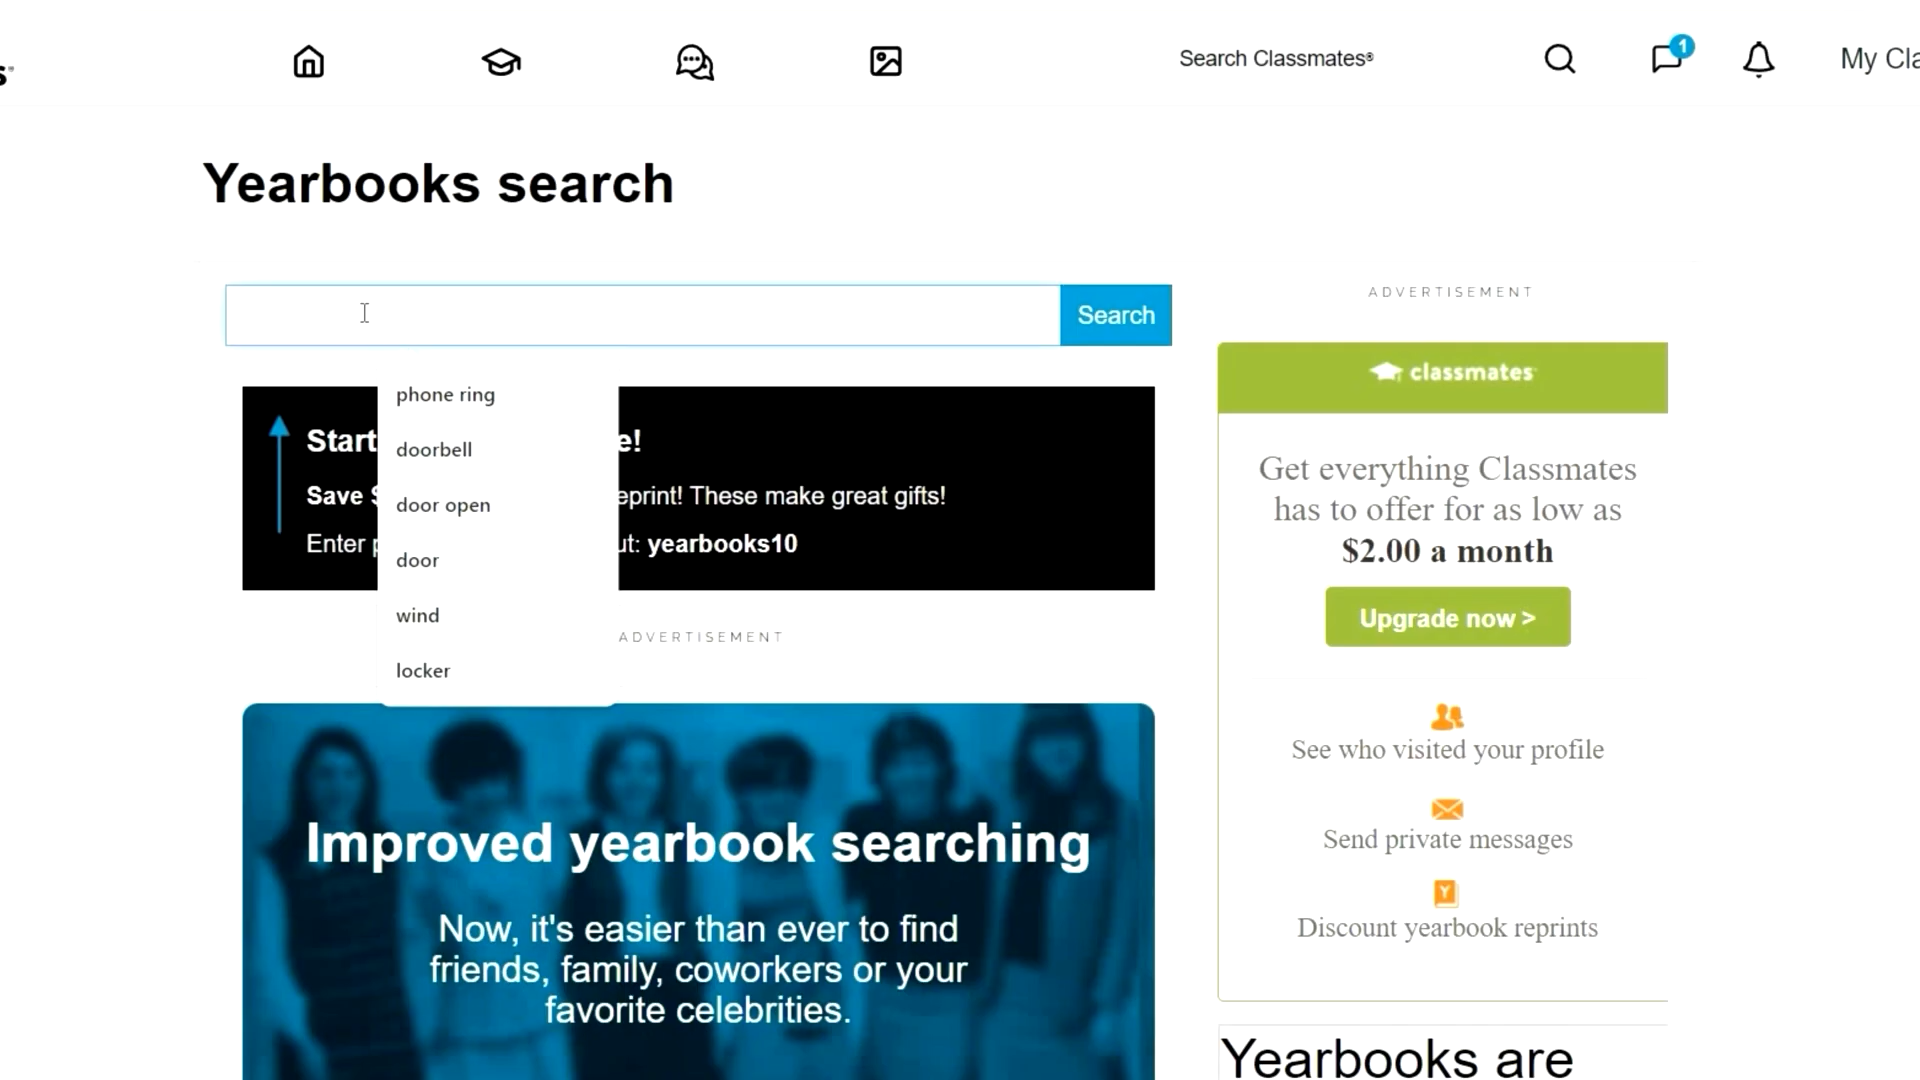 s®
Search Classmates®
1
My Cla
Yearbooks search
Search
phone ring
doorbell
door open
door
wind
locker
Start e!
Save eprint! These make great gifts!
Enter ut: yearbooks10
ADVERTISEMENT
Improved yearbook searching
Now, it's easier than ever to find
friends, family, coworkers or your
favorite celebrities.
ADVERTISEMENT
classmates
Get everything Classmates
has to offer for as low as
$2.00 a month
Upgrade now >
See who visited your profile
Send private messages
Y
Discount yearbook reprints
Yearbooks are